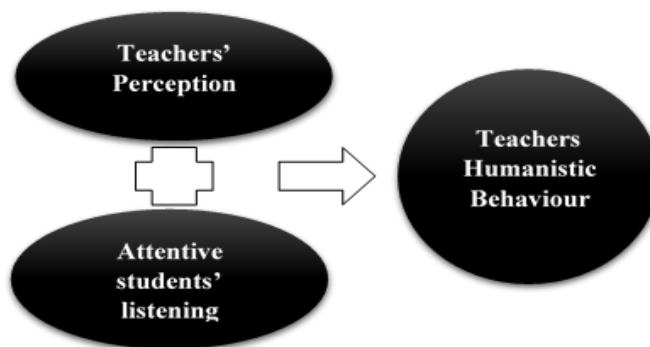 Teachers’
Perception
Attentive
students’
listening
Teachers
Humanistic
Behaviour